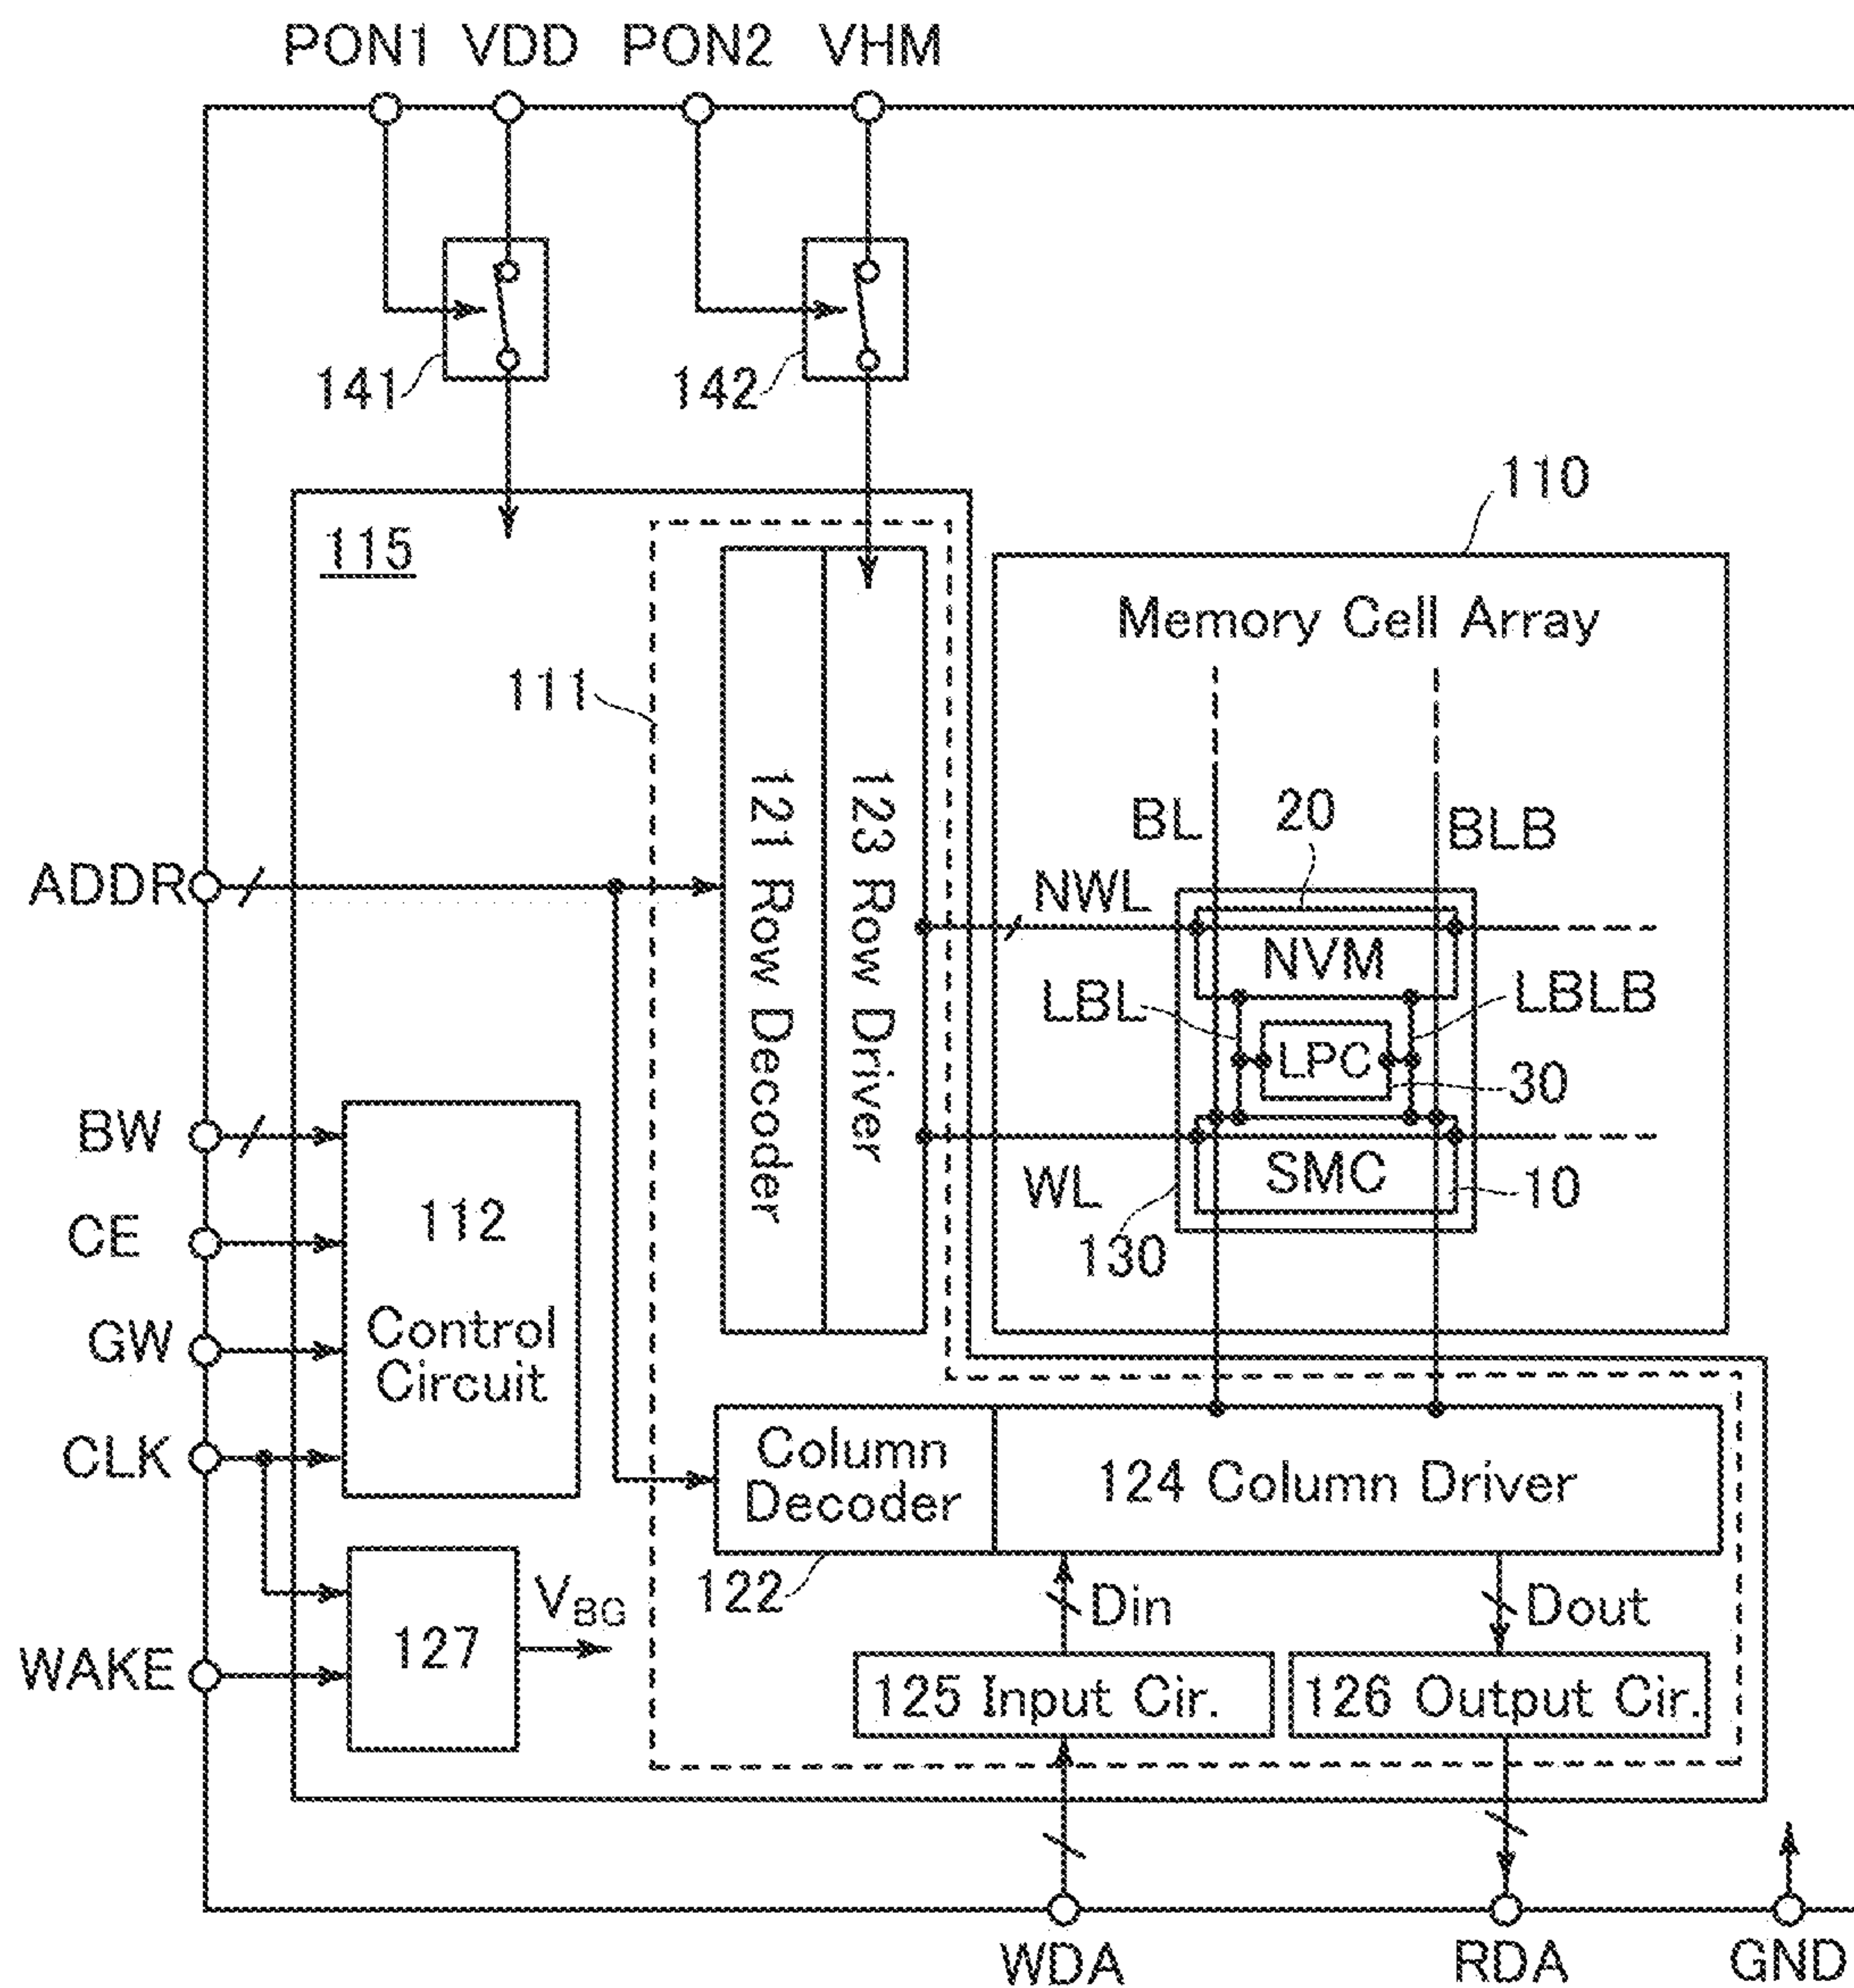 PON1 VDD PON2 VHM
141
142
110
115
Memory Cell Array
111
121 Row Decoder
123 Row Driver
BL
20
BLB
ADDR
NWL
NVM
LBL
LBLB
LPC
30
BW
WL
SMC
10
112
CE
130
Control
Circuit
GW
CLK
Column
Decoder
124 Column Driver
122
VBG
Din
Dout
127
WAKE
125 Input Cir.
126 Output Cir.
WDA
RDA
GND